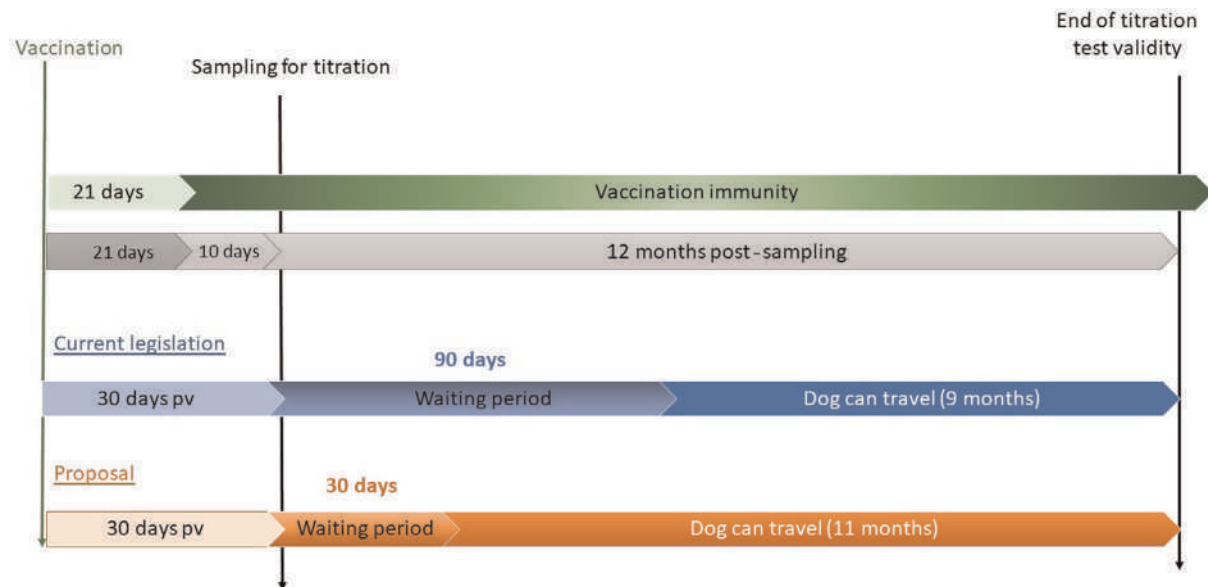 Vaccination
Sampling for titration
End of titration
test validity
21 days
Vaccination immunity
21 days
10 days
12 months post-sampling
Current legislation
90 days
30 days pv
Waiting period
Dog can travel (9 months)
Proposal
30 days
30 days pv
Waiting period
Dog can travel (11 months)